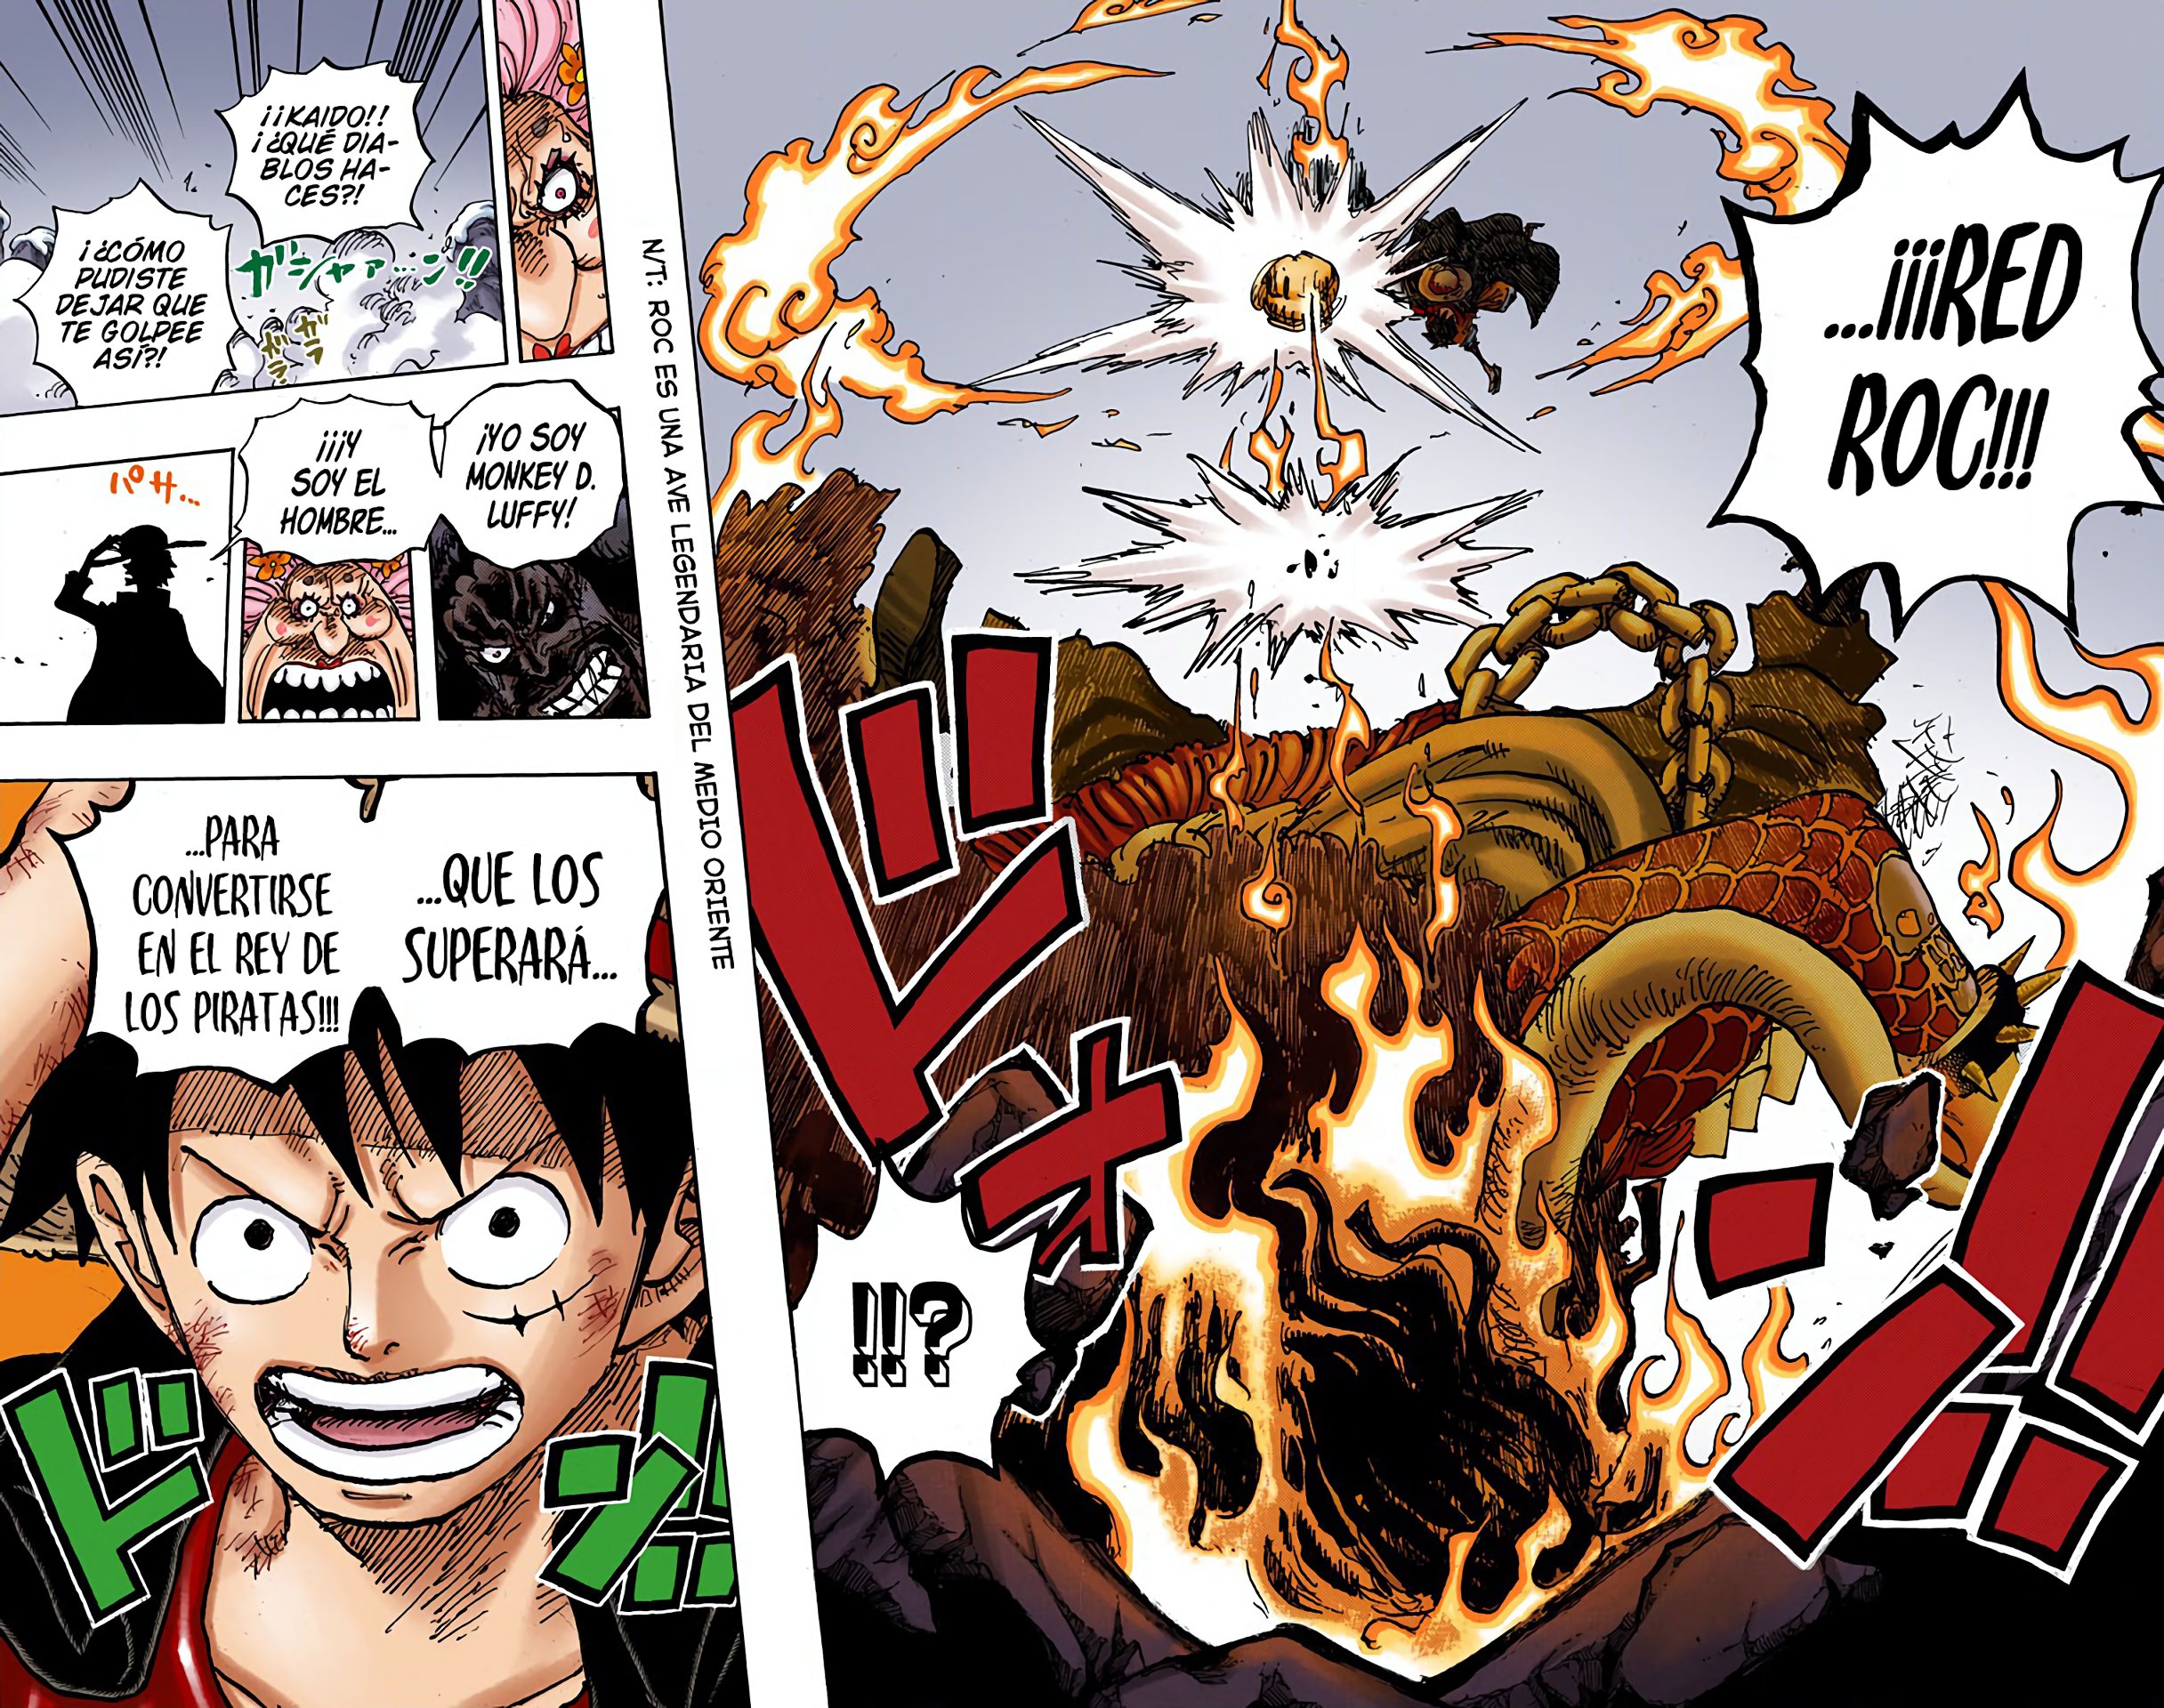 ...¡¡¡RED
ROC!!!
ドォン!!
!!?
N/T: ROC ES UNA AVE LEGENDARIA DEL MEDIO ORIENTE
¡¡KAIDO!!
¡¿QUÉ DIA-
BLOS HA-
CES?!
ガシャァ...ン!!
ガラ
ガラ
¡¿CÓMO
PUDISTE
DEJAR QUE
TE GOLPEE
ASÍ?!
¡YO SOY
MONKEY D.
LUFFY!
¡¡¡Y
SOY EL
HOMBRE...
パサ...
...QUE LOS
SUPERARÁ...
...PARA
CONVERTIRSE
EN EL REY DE
LOS PIRATAS!!!
ドン!!